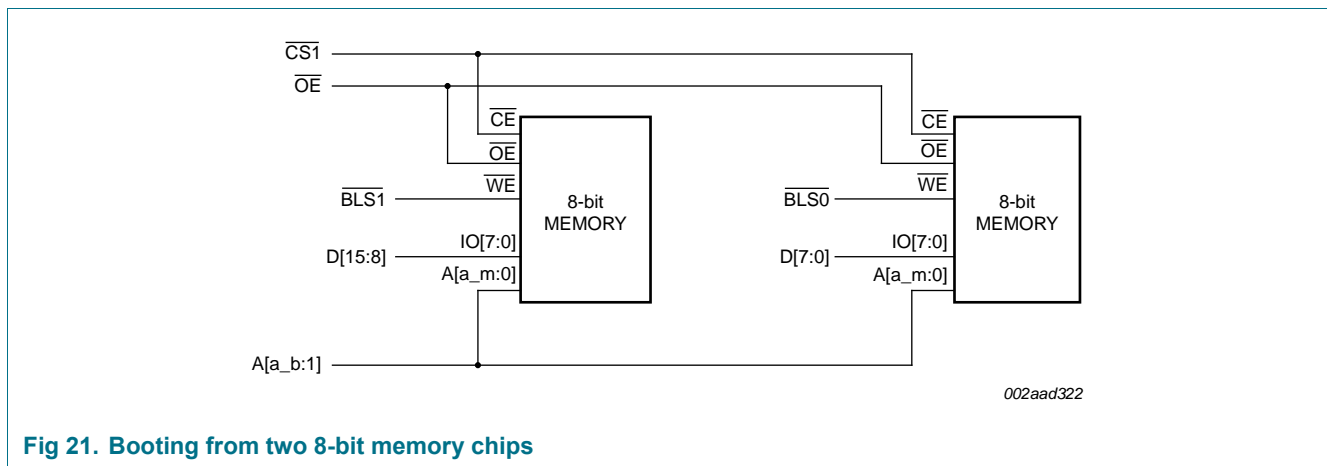 CS1
OE
CE
OE
WE
BLS1
8-bit
MEMORY
IO[7:0]
D[15:8]
A[a_m:0]
CE
OE
WE
BLS0
8-bit
MEMORY
IO[7:0]
D[7:0]
A[a_m:0]
A[a_b:1]
002aad322
Fig 21. Booting from two 8-bit memory chips